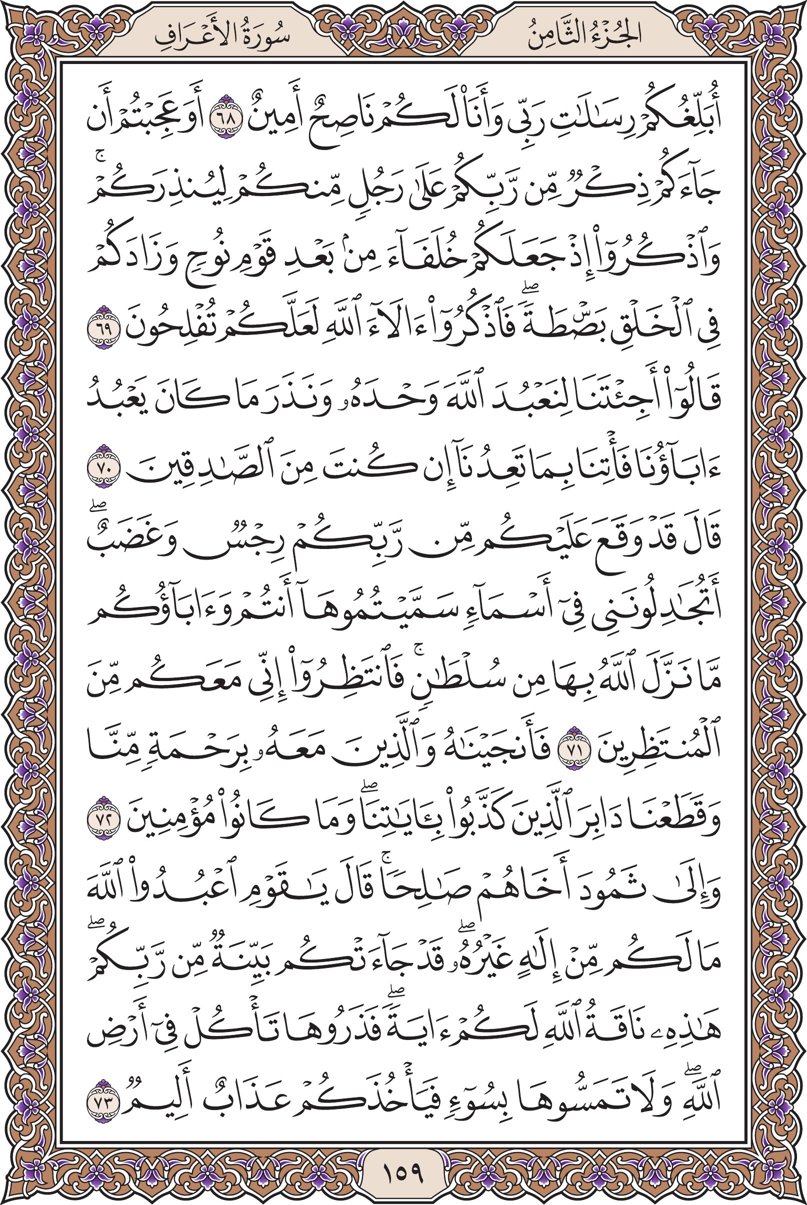 الجُزْءُ الثَّامِنُ
سُورَةُ الأَعْرَافِ
أُبَلِّغُكُمْ رِسَٰلَٰتِ رَبِّى وَأَنَا۠ لَكُمْ نَاصِحٌ أَمِينٌ ٦٨ أَوَعَجِبْتُمْ أَن
جَآءَكُمْ ذِكْرٌ مِّن رَّبِّكُمْ عَلَىٰ رَجُلٍ مِّنكُمْ لِيُنذِرَكُمْ ۚ
وَٱذْكُرُوٓا۟ إِذْ جَعَلَكُمْ خُلَفَآءَ مِنۢ بَعْدِ قَوْمِ نُوحٍ وَزَادَكُمْ
فِى ٱلْخَلْقِ بَصْۜطَةً ۖ فَٱذْكُرُوٓا۟ ءَالَآءَ ٱللَّهِ لَعَلَّكُمْ تُفْلِحُونَ ٦٩
قَالُوٓا۟ أَجِئْتَنَا لِنَعْبُدَ ٱللَّهَ وَحْدَهُۥ وَنَذَرَ مَا كَانَ يَعْبُدُ
ءَابَآؤُنَا فَأْتِنَا بِمَا تَعِدُنَآ إِن كُنتَ مِنَ ٱلصَّٰدِقِينَ ٧٠
قَالَ قَدْ وَقَعَ عَلَيْكُم مِّن رَّبِّكُمْ رِجْسٌ وَغَضَبٌ ۖ
أَتُجَٰدِلُونَنِى فِىٓ أَسْمَآءٍ سَمَّيْتُمُوهَآ أَنتُمْ وَءَابَآؤُكُم
مَّا نَزَّلَ ٱللَّهُ بِهَا مِن سُلْطَٰنٍ ۚ فَٱنتَظِرُوٓا۟ إِنِّى مَعَكُم مِّنَ
ٱلْمُنتَظِرِينَ ٧١ فَأَنجَيْنَٰهُ وَٱلَّذِينَ مَعَهُۥ بِرَحْمَةٍ مِّنَّا
وَقَطَعْنَا دَابِرَ ٱلَّذِينَ كَذَّبُوا۟ بِـَٔايَٰتِنَا ۖ وَمَا كَانُوا۟ مُؤْمِنِينَ ٧٢
وَإِلَىٰ ثَمُودَ أَخَاهُمْ صَٰلِحًا ۚ قَالَ يَٰقَوْمِ ٱعْبُدُوا۟ ٱللَّهَ
مَا لَكُم مِّنْ إِلَٰهٍ غَيْرُهُۥ ۖ قَدْ جَآءَتْكُم بَيِّنَةٌ مِّن رَّبِّكُمْ ۖ
هَٰذِهِۦ نَاقَةُ ٱللَّهِ لَكُمْ ءَايَةً ۖ فَذَرُوهَا تَأْكُلْ فِىٓ أَرْضِ
ٱللَّهِ ۖ وَلَا تَمَسُّوهَا بِسُوٓءٍ فَيَأْخُذَكُمْ عَذَابٌ أَلِيمٌ ٧٣
١٥٩